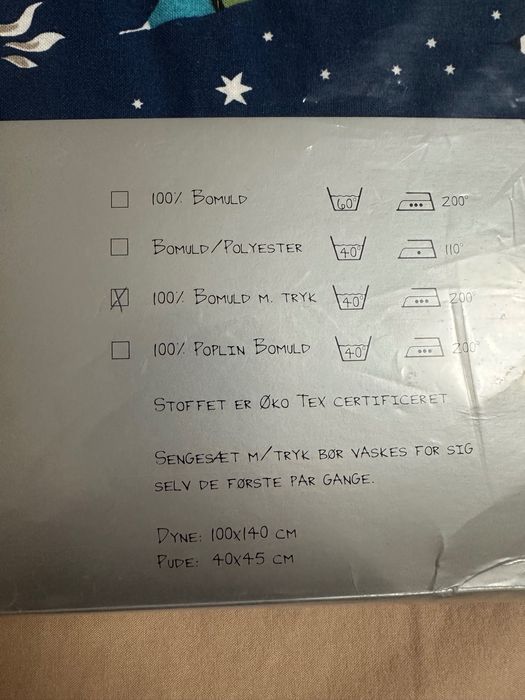 100% Bomuld 60° 200°
Bomuld/Polyester 40° 110°
100% Bomuld m. tryk 40° 200°
100% Poplin Bomuld 40° 200°
Stoffet er Øko Tex certificeret
Sengesæt m/tryk bør vaskes for sig
selv de første par gange.
Dyne: 100x140 cm
Pude: 40x45 cm